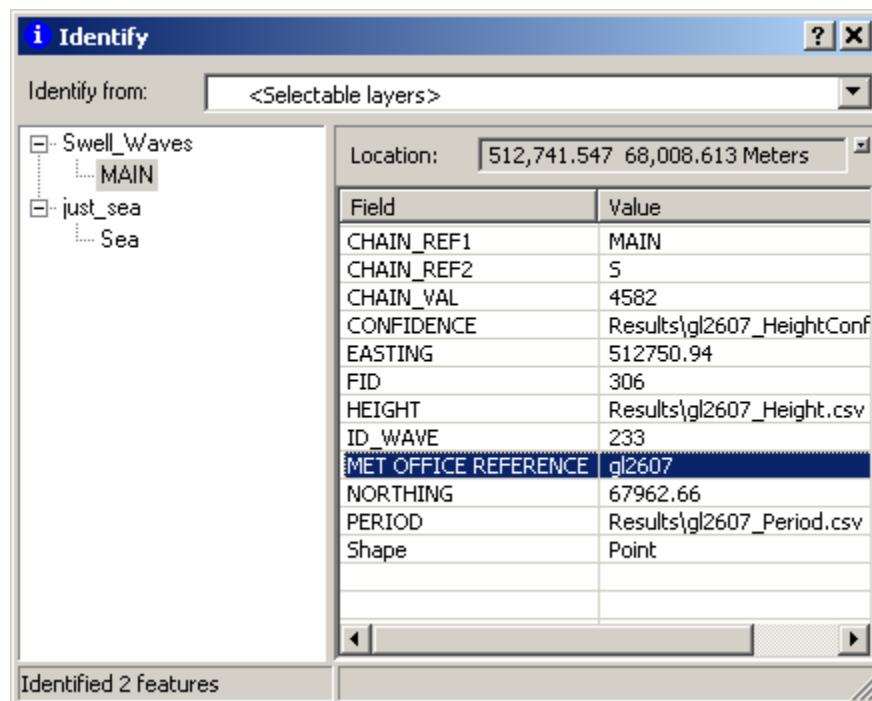 i Identify ? X
Identify from: <Selectable layers>
Swell_Waves
MAIN
just_sea
Sea
Location: 512,741.547 68,008.613 Meters
Field Value
CHAIN_REF1 MAIN
CHAIN_REF2 S
CHAIN_VAL 4582
CONFIDENCE Results\gl2607_HeightConf
EASTING 512750.94
FID 306
HEIGHT Results\gl2607_Height.csv
ID_WAVE 233
MET OFFICE REFERENCE gl2607
NORTHING 67962.66
PERIOD Results\gl2607_Period.csv
Shape Point
Identified 2 features